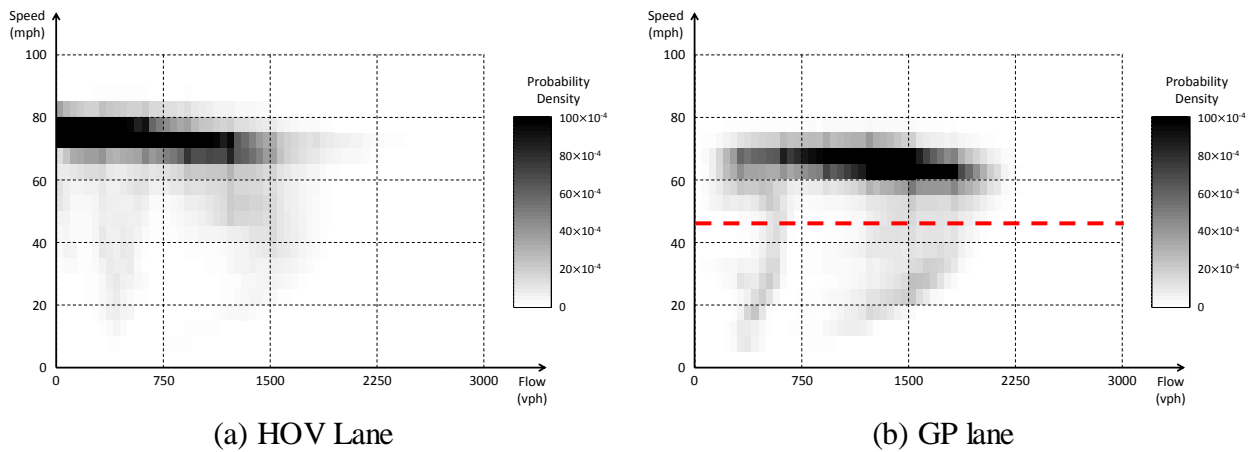 Speed
(mph)
100
80
60
40
20
0
0
750
1500
2250
3000
Flow
(vph)
Probability
Density
100×10-4
80×10-4
60×10-4
40×10-4
20×10-4
0
(a) HOV Lane
Speed
(mph)
100
80
60
40
20
0
0
750
1500
2250
3000
Flow
(vph)
Probability
Density
100×10-4
80×10-4
60×10-4
40×10-4
20×10-4
0
(b) GP lane